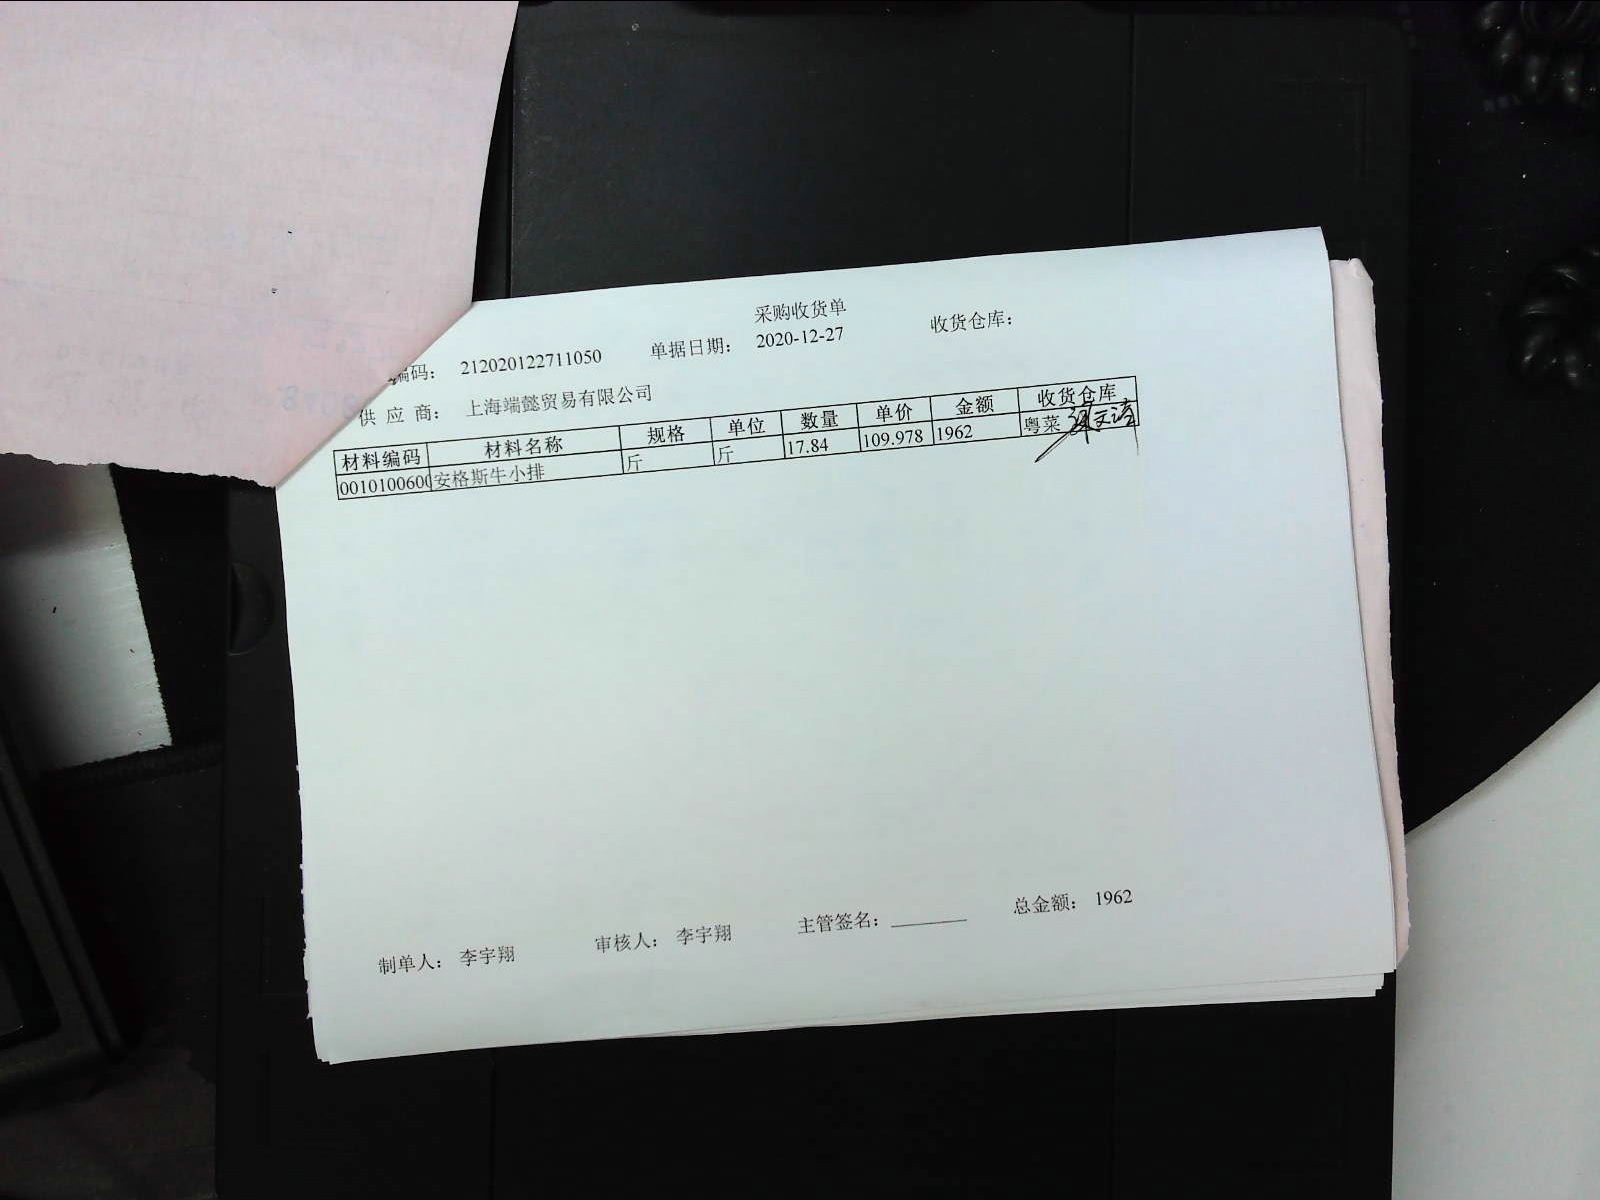 采购收货单
编码： 212020122711050 单据日期： 2020-12-27 收货仓库：
供 应 商： 上海端懿贸易有限公司
材料编码 材料名称 规格 单位 数量 单价 金额 收货仓库
0010100600 安格斯牛小排 斤 斤 17.84 109.978 1962 粤菜
制单人： 李宇翔 审核人： 李宇翔 主管签名： 总金额： 1962